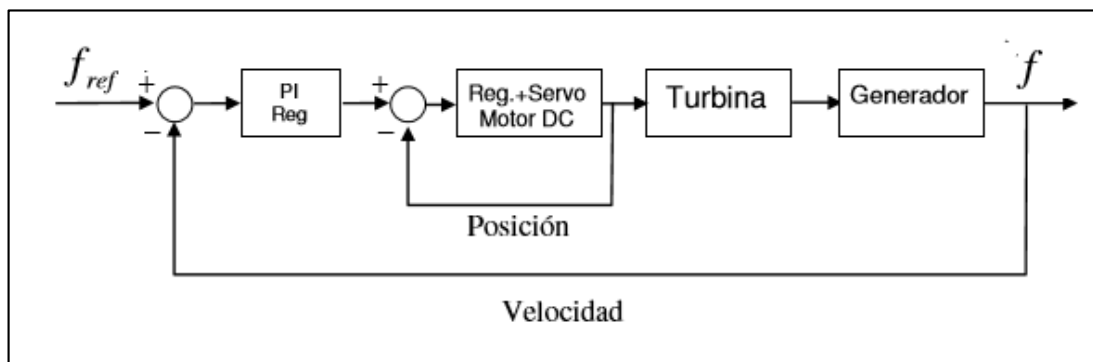 f_ref
+
−
PI
Reg
+
−
Reg.+Servo
Motor DC
Turbina
Generador
f
Posición
Velocidad